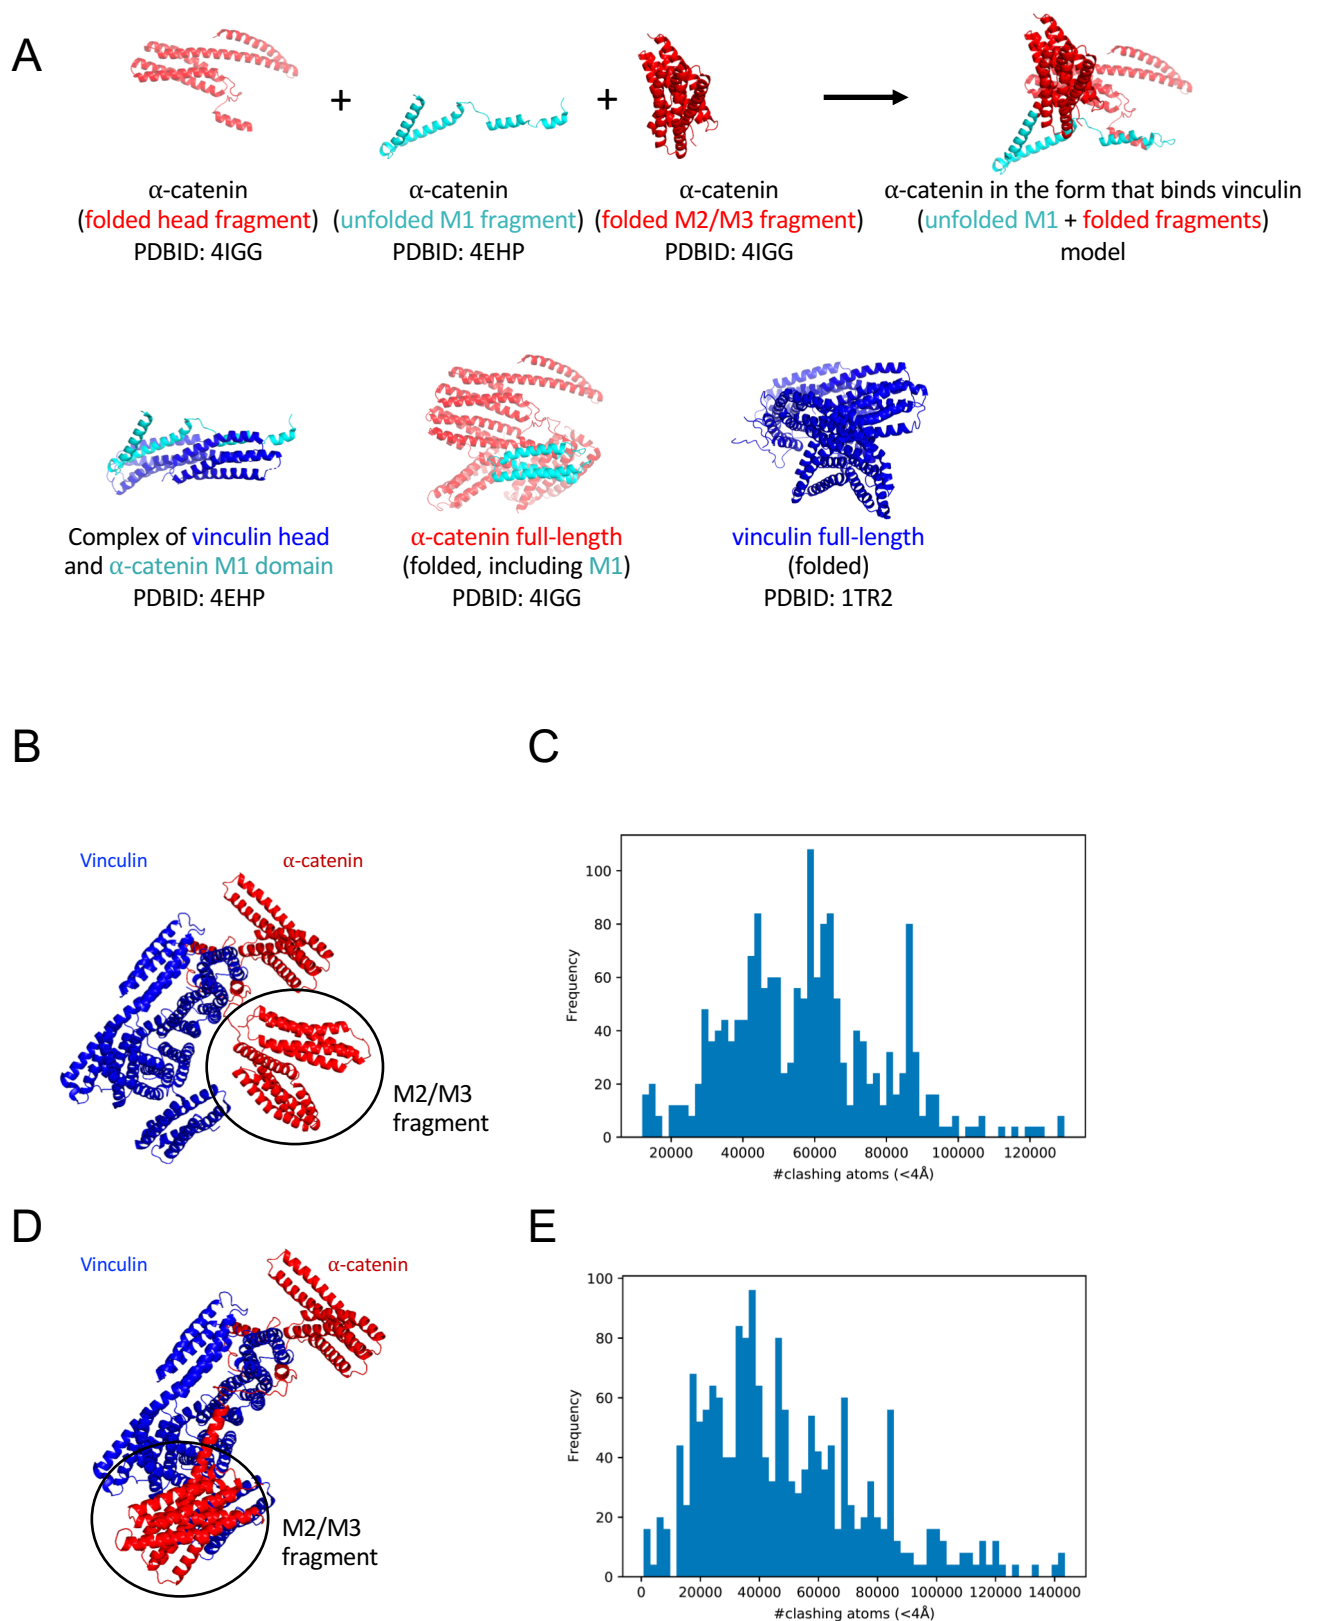 A
+
+
α-catenin
(folded head fragment)
PDBID: 4IGG
α-catenin
(unfolded M1 fragment)
PDBID: 4EHP
α-catenin
(folded M2/M3 fragment)
PDBID: 4IGG
α-catenin in the form that binds vinculin
(unfolded M1 + folded fragments)
model
Complex of vinculin head
and α-catenin M1 domain
PDBID: 4EHP
α-catenin full-length
(folded, including M1)
PDBID: 4IGG
vinculin full-length
(folded)
PDBID: 1TR2
B
Vinculin
α-catenin
M2/M3
fragment
C
Frequency
100
80
60
40
20
0
20000 40000 60000 80000 100000 120000
#clashing atoms (<4Å)
D
Vinculin
α-catenin
M2/M3
fragment
E
Frequency
100
80
60
40
20
0
0 20000 40000 60000 80000 100000 120000 140000
#clashing atoms (<4Å)